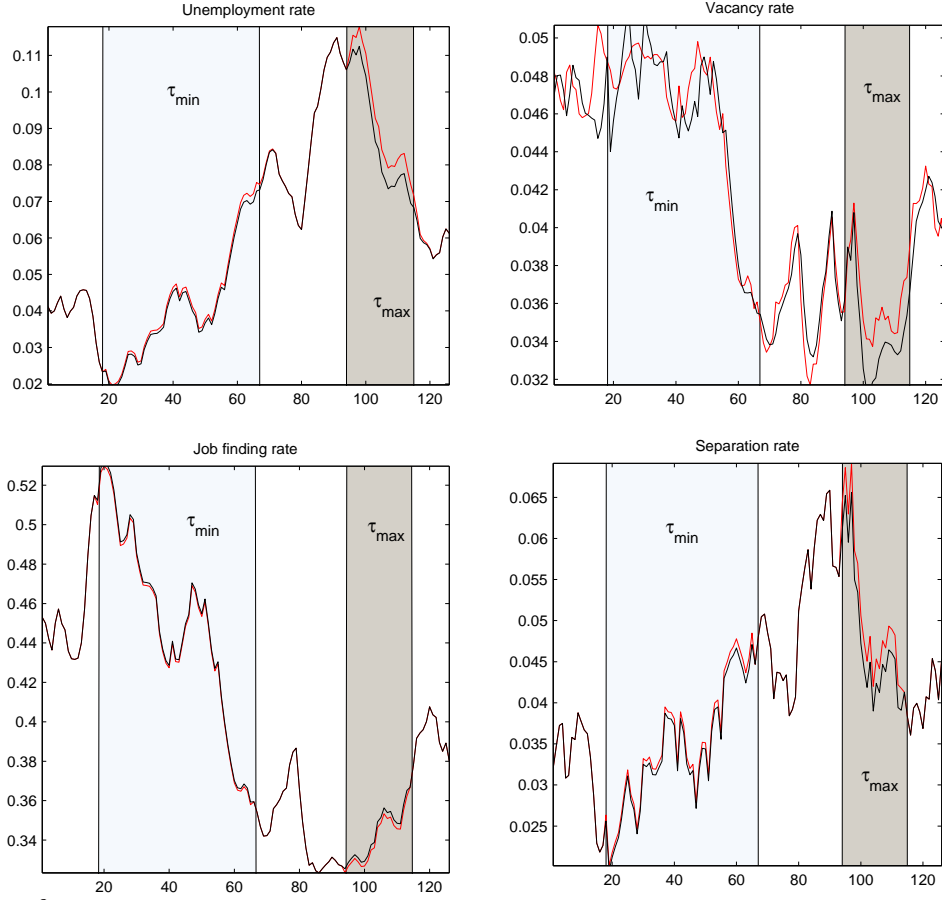 Unemployment rate
0.11
0.1
0.09
0.08
0.07
0.06
0.05
0.04
0.03
0.02
τmin
τmax
20 40 60 80 100 120
Vacancy rate
0.05
0.048
0.046
0.044
0.042
0.04
0.038
0.036
0.034
0.032
τmax
τmin
20 40 60 80 100 120
Job finding rate
0.52
0.5
0.48
0.46
0.44
0.42
0.4
0.38
0.36
0.34
τmin
τmax
20 40 60 80 100 120
Separation rate
0.065
0.06
0.055
0.05
0.045
0.04
0.035
0.03
0.025
τmin
τmax
20 40 60 80 100 120